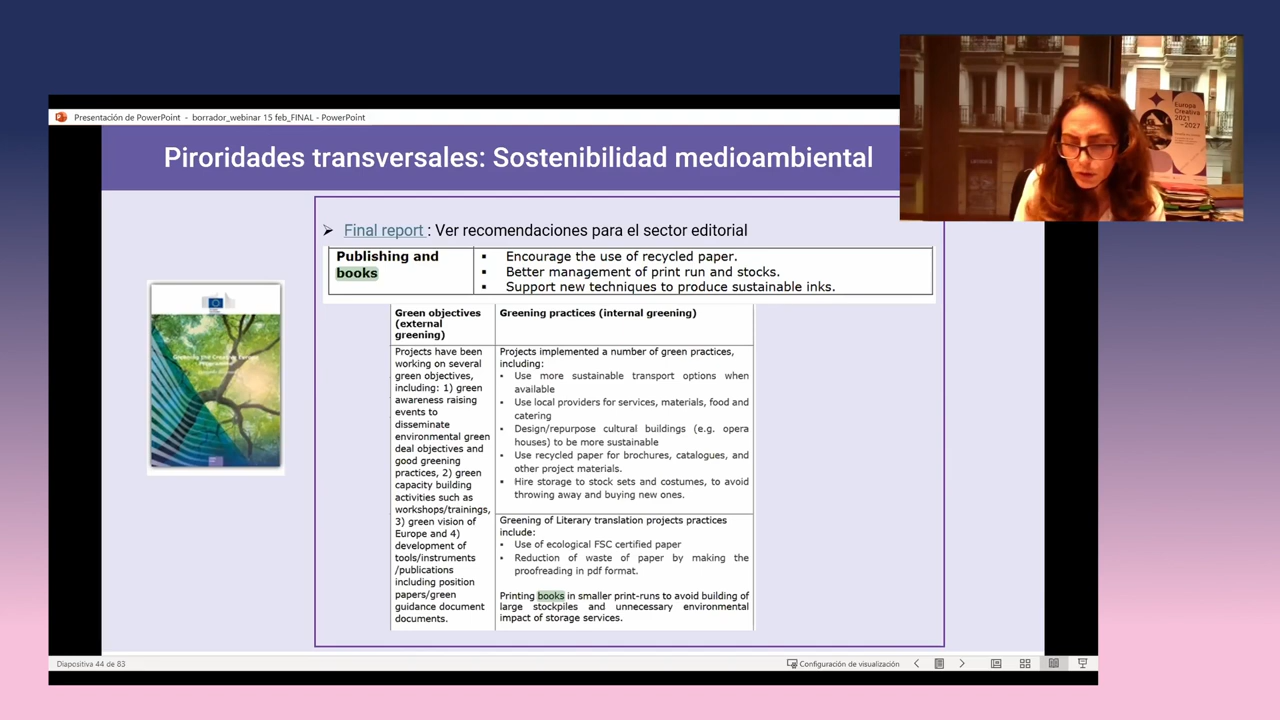 Presentación de PowerPoint - borrador_webinar 15 feb_FINAL - PowerPoint
Piroridades transversales: Sostenibilidad medioambiental
Europa
Creativa
2021
-2027
➢ Final report : Ver recomendaciones para el sector editorial
Publishing and
books
▪ Encourage the use of recycled paper.
▪ Better management of print run and stocks.
▪ Support new techniques to produce sustainable inks.
Greening the Creative Europe
Programme
Green objectives
(external
greening)
Projects have been
working on several
green objectives,
including: 1) green
awareness raising
events to
disseminate
environmental green
deal objectives and
good greening
practices, 2) green
capacity building
activities such as
workshops/trainings,
3) green vision of
Europe and 4)
development of
tools/instruments
/publications
including position
papers/green
guidance document
documents.
Greening practices (internal greening)
Projects implemented a number of green practices,
including:
• Use more sustainable transport options when
available
• Use local providers for services, materials, food and
catering
• Design/repurpose cultural buildings (e.g. opera
houses) to be more sustainable
• Use recycled paper for brochures, catalogues, and
other project materials.
• Hire storage to stock sets and costumes, to avoid
throwing away and buying new ones.
Greening of Literary translation projects practices
include:
• Use of ecological FSC certified paper
• Reduction of waste of paper by making the
proofreading in pdf format.
Printing books in smaller print-runs to avoid building of
large stockpiles and unnecessary environmental
impact of storage services.
Diapositiva 44 de 83
Configuración de visualización